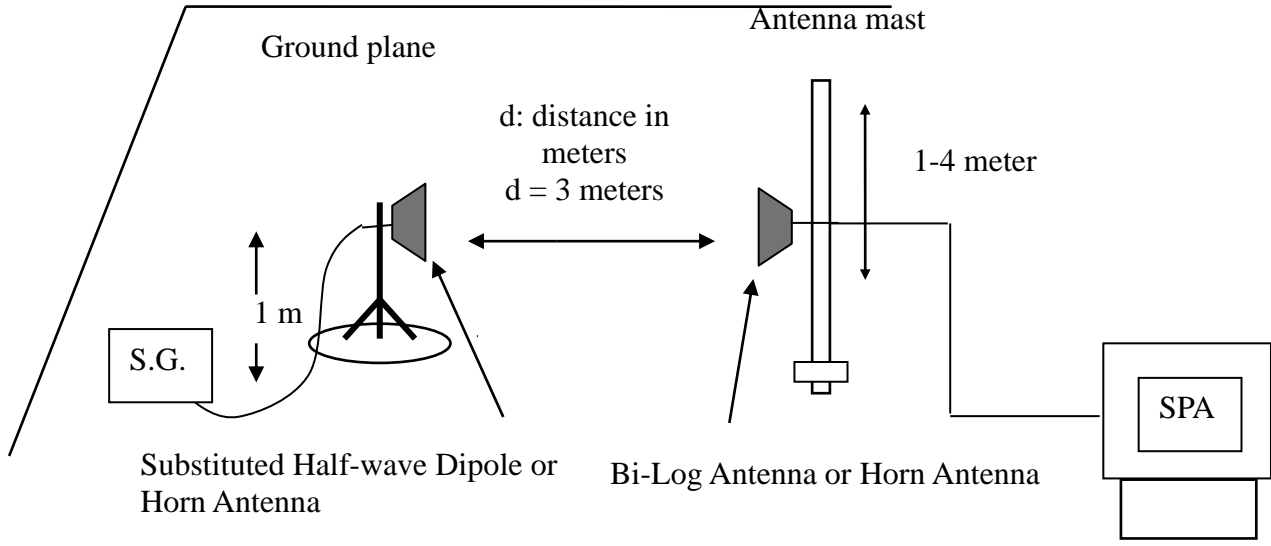 Antenna mast
Ground plane
d: distance in
meters
d = 3 meters
1-4 meter
1 m
S.G.
SPA
Substituted Half-wave Dipole or
Horn Antenna
Bi-Log Antenna or Horn Antenna